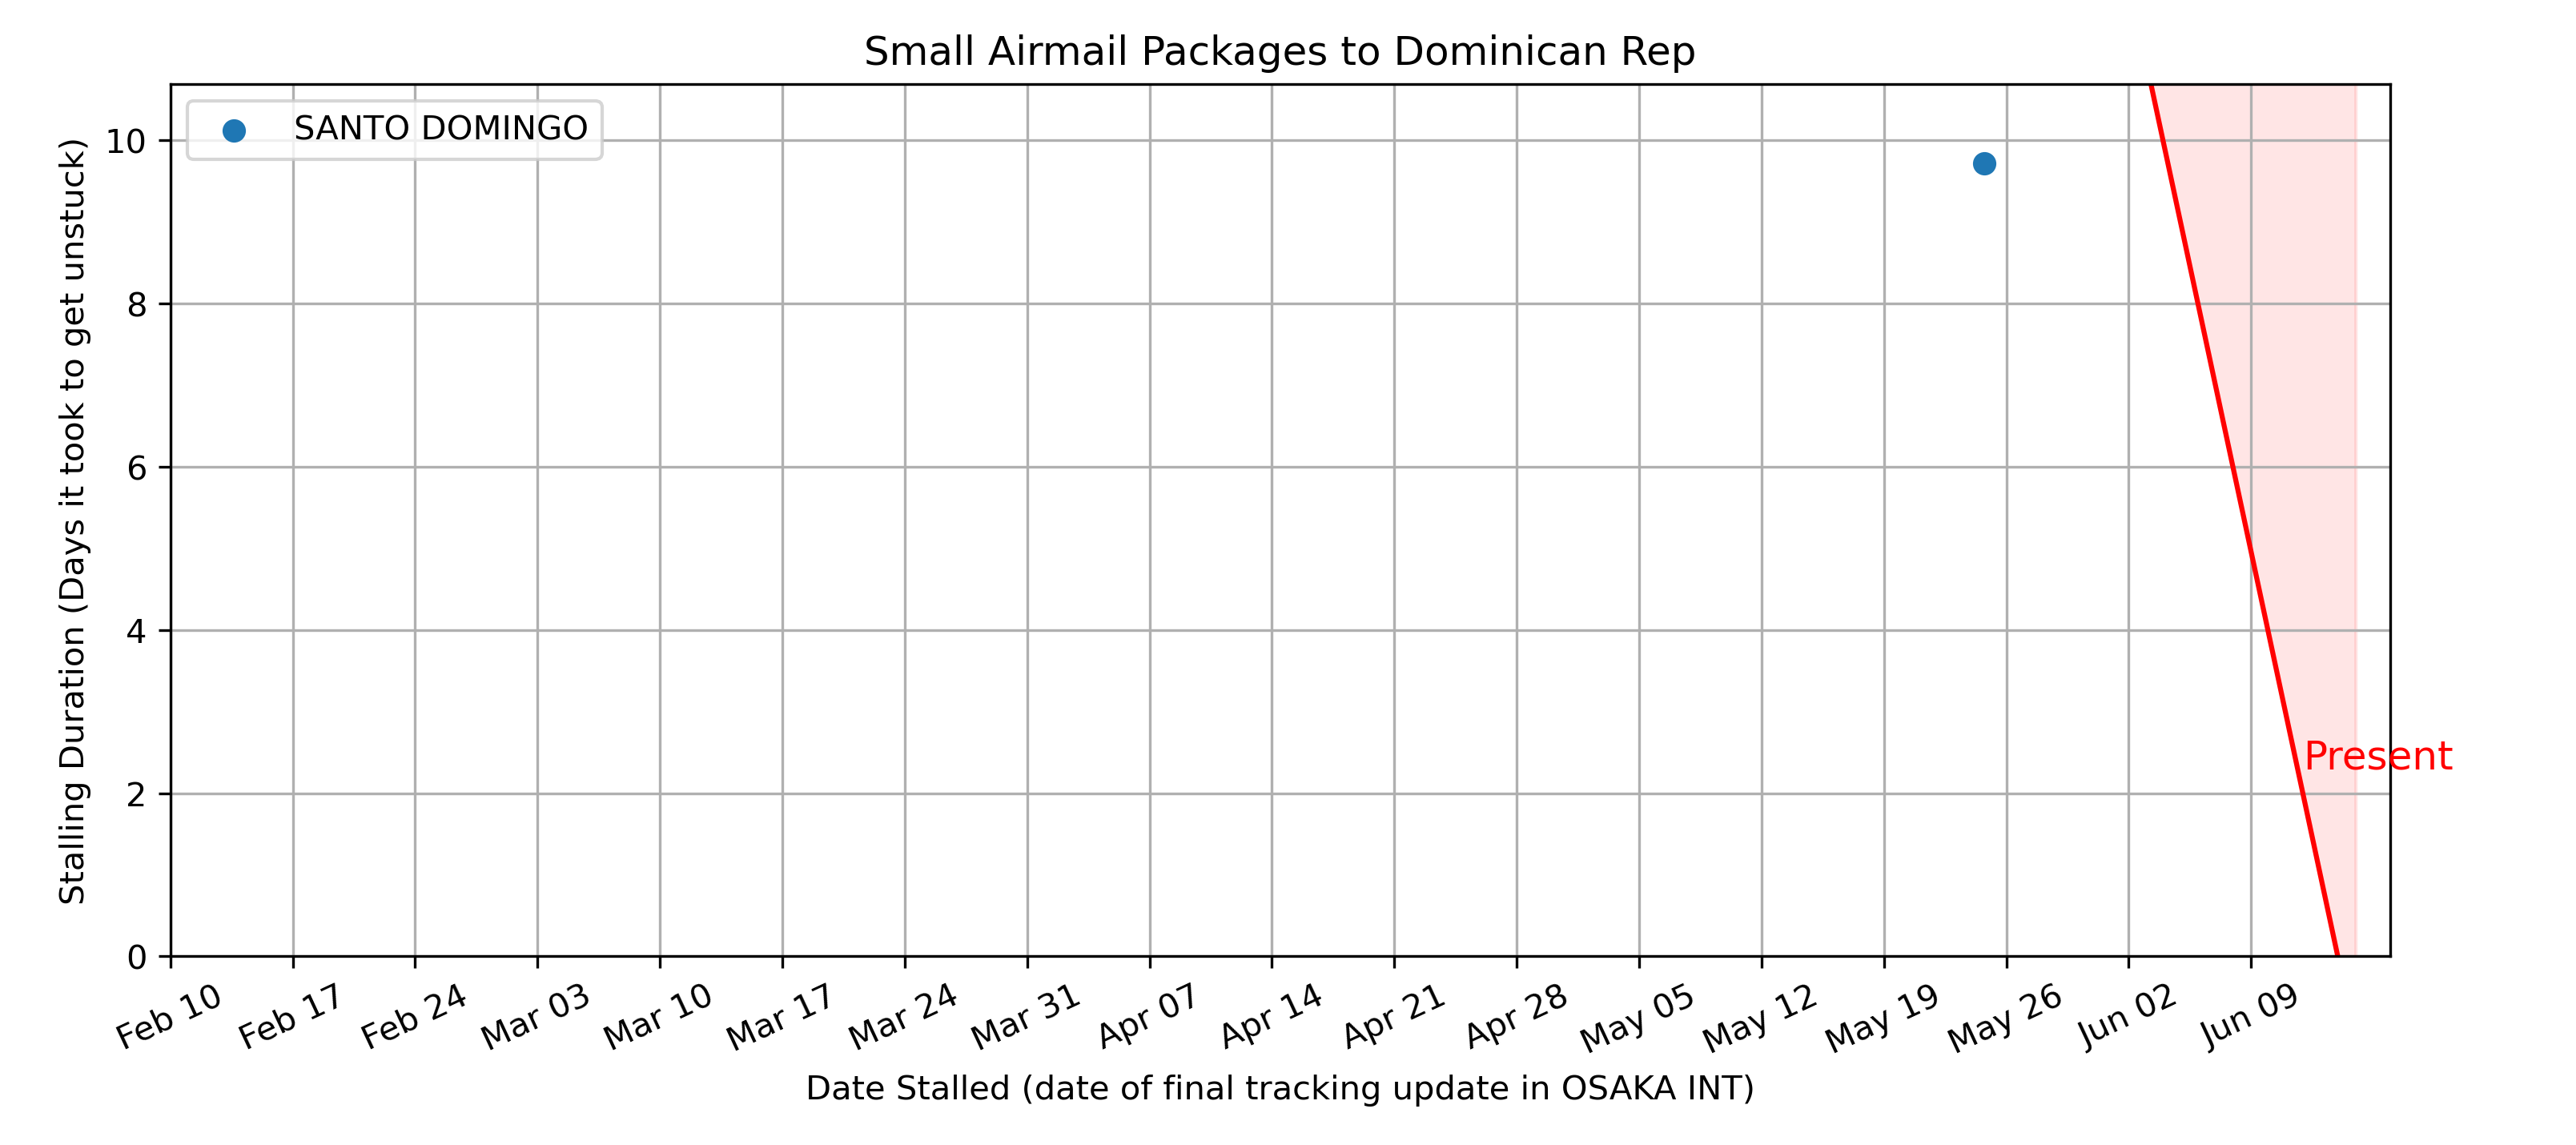 Small Airmail Packages to Dominican Rep
SANTO DOMINGO
Stalling Duration (Days it took to get unstuck)
10
8
6
4
2
0
Present
Feb 10
Feb 17
Feb 24
Mar 03
Mar 10
Mar 17
Mar 24
Mar 31
Apr 07
Apr 14
Apr 21
Apr 28
May 05
May 12
May 19
May 26
Jun 02
Jun 09
Date Stalled (date of final tracking update in OSAKA INT)